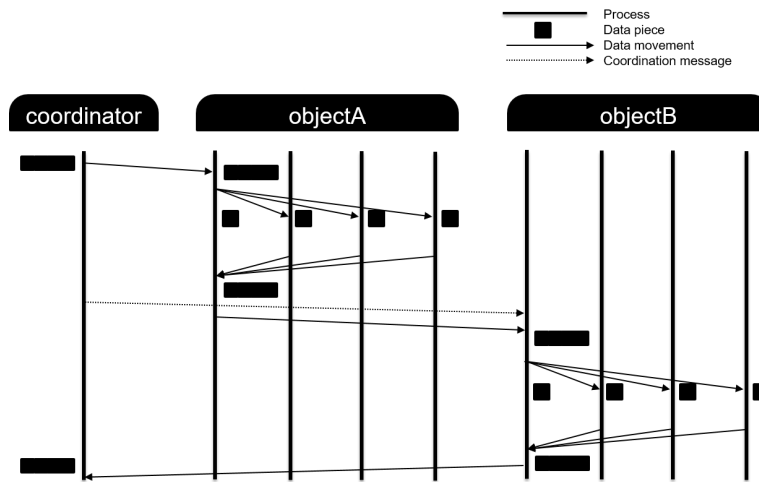 Process
Data piece
Data movement
Coordination message
coordinator
objectA
objectB